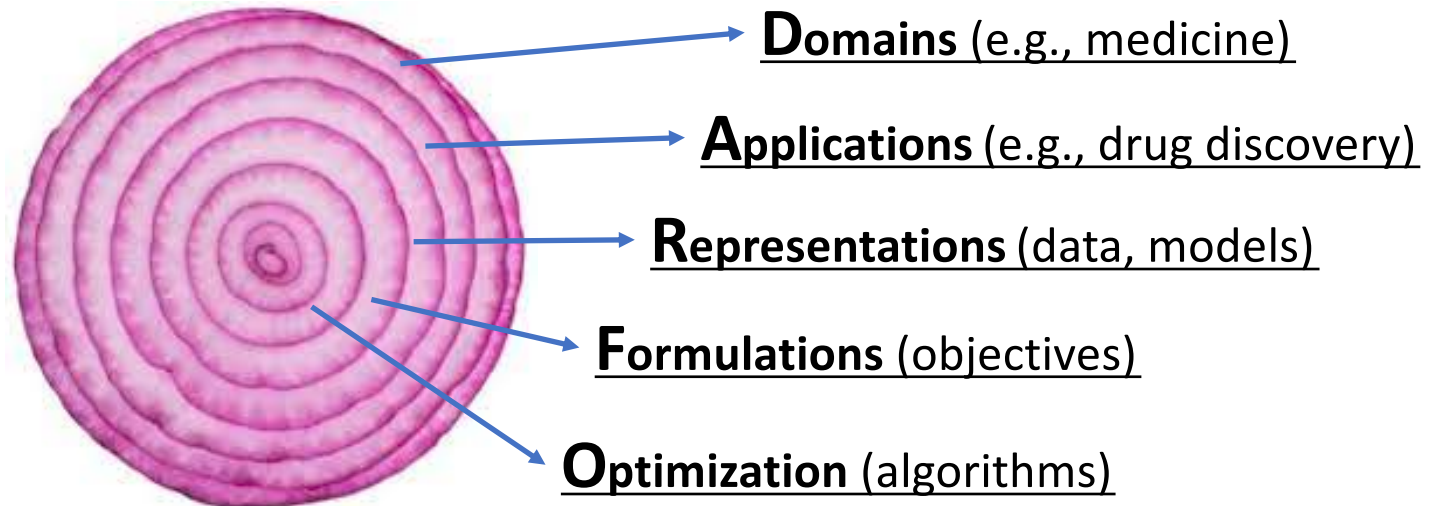 Domains (e.g., medicine)
Applications (e.g., drug discovery)
Representations (data, models)
Formulations (objectives)
Optimization (algorithms)